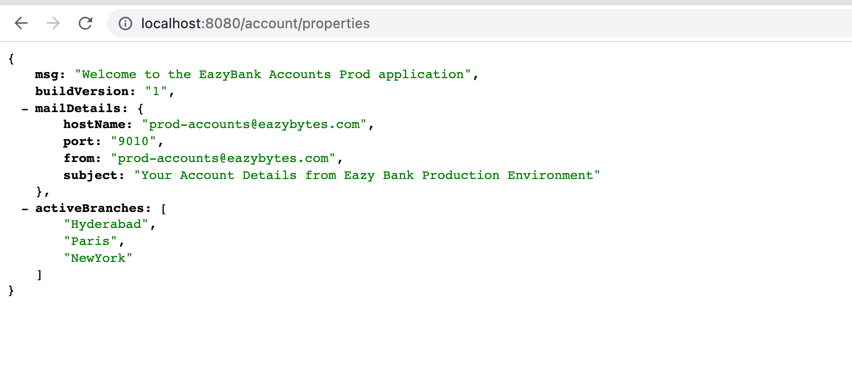 localhost:8080/account/properties
{
msg: "Welcome to the EazyBank Accounts Prod application",
buildVersion: "1",
– mailDetails: {
hostName: "prod-accounts@eazybytes.com",
port: "9010",
from: "prod-accounts@eazybytes.com",
subject: "Your Account Details from Eazy Bank Production Environment"
},
– activeBranches: [
"Hyderabad",
"Paris",
"NewYork"
]
}